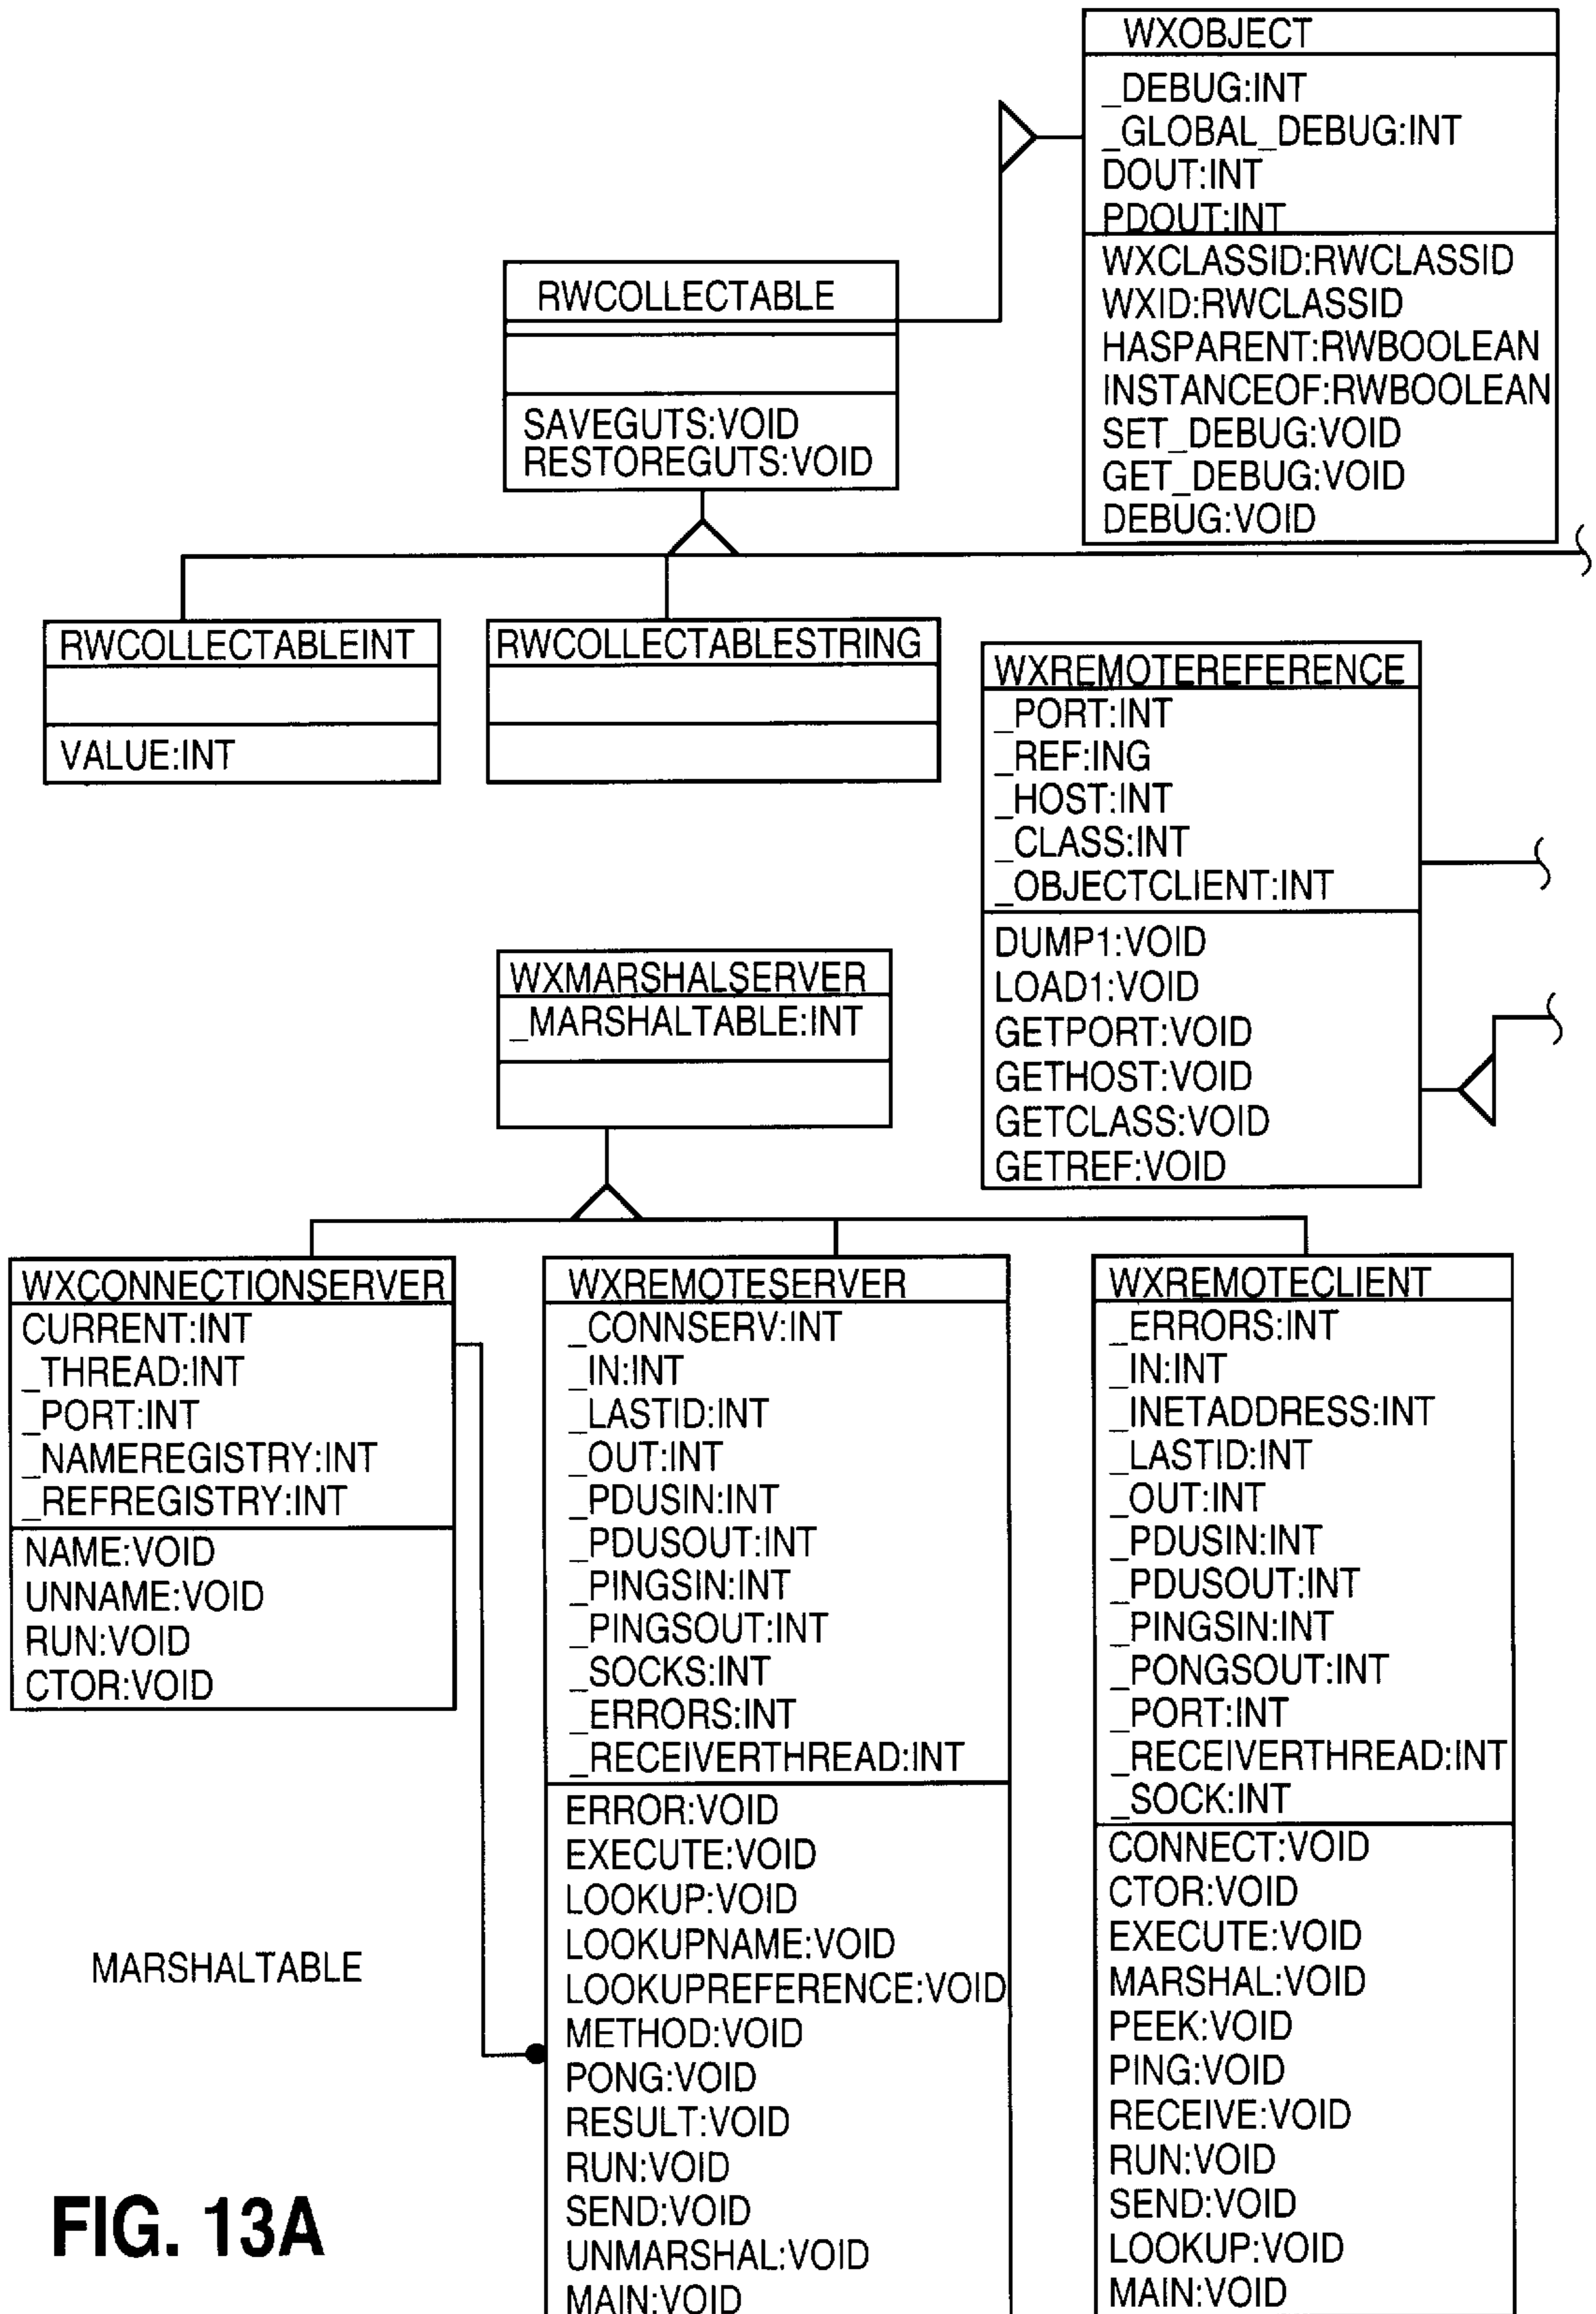 WXOBJECT
_DEBUG:INT
_GLOBAL_DEBUG:INT
DOUT:INT
PDOUT:INT
WXCLASSID:RWCLASSID
WXID:RWCLASSID
HASPARENT:RWBOOLEAN
INSTANCEOF:RWBOOLEAN
SET_DEBUG:VOID
GET_DEBUG:VOID
DEBUG:VOID
RWCOLLECTABLE
SAVEGUTS:VOID
RESTOREGUTS:VOID
RWCOLLECTABLEINT
VALUE:INT
RWCOLLECTABLESTRING
WXREMOTEREFERENCE
_PORT:INT
_REF:ING
_HOST:INT
_CLASS:INT
_OBJECTCLIENT:INT
DUMP1:VOID
LOAD1:VOID
GETPORT:VOID
GETHOST:VOID
GETCLASS:VOID
GETREF:VOID
WXMARSHALSERVER
_MARSHALTABLE:INT
WXCONNECTIONSERVER
CURRENT:INT
_THREAD:INT
_PORT:INT
_NAMEREGISTRY:INT
_REFREGISTRY:INT
NAME:VOID
UNNAME:VOID
RUN:VOID
CTOR:VOID
WXREMOTESERVER
_CONNSERV:INT
_IN:INT
_LASTID:INT
_OUT:INT
_PDUSIN:INT
_PDUSOUT:INT
_PINGSIN:INT
_PINGSOUT:INT
_SOCKS:INT
_ERRORS:INT
_RECEIVERTHREAD:INT
ERROR:VOID
EXECUTE:VOID
LOOKUP:VOID
LOOKUPNAME:VOID
LOOKUPREFERENCE:VOID
METHOD:VOID
PONG:VOID
RESULT:VOID
RUN:VOID
SEND:VOID
UNMARSHAL:VOID
MAIN:VOID
WXREMOTECLIENT
_ERRORS:INT
_IN:INT
_INETADDRESS:INT
_LASTID:INT
_OUT:INT
_PDUSIN:INT
_PDUSOUT:INT
_PINGSIN:INT
_PONGSOUT:INT
_PORT:INT
_RECEIVERTHREAD:INT
_SOCK:INT
CONNECT:VOID
CTOR:VOID
EXECUTE:VOID
MARSHAL:VOID
PEEK:VOID
PING:VOID
RECEIVE:VOID
RUN:VOID
SEND:VOID
LOOKUP:VOID
MAIN:VOID
MARSHALTABLE
FIG. 13A